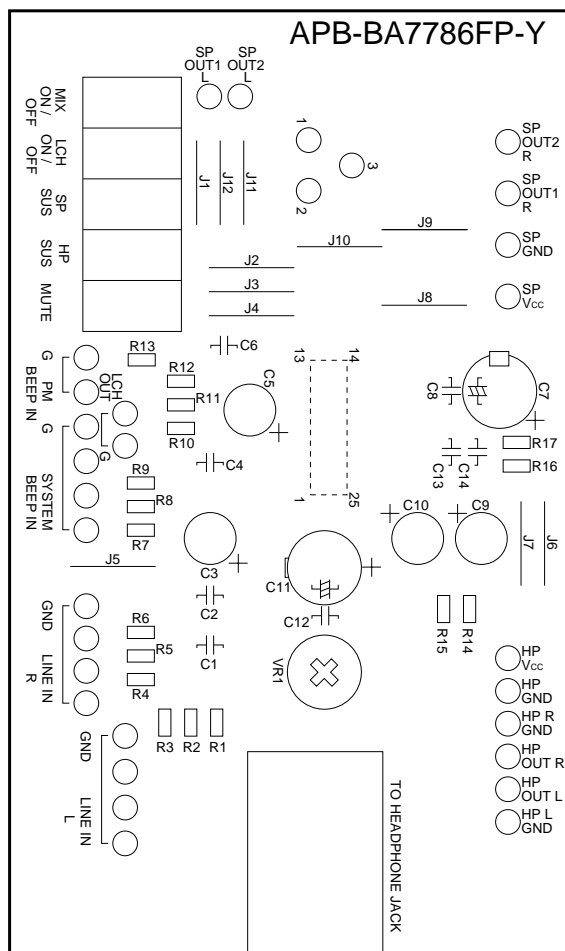 APB-BA7786FP-Y
SP
OUT1
L
SP
OUT2
L
MIX
ON /
OFF
LCH
ON /
OFF
SP
SUS
HP
SUS
MUTE
J1
J12
J11
1
2
3
SP
OUT2
R
SP
OUT1
R
SP
GND
SP
VCC
J9
J10
J2
J3
J4
J8
C6
R13
R12
R11
R10
C5
13
14
1
25
C8
C7
R17
R16
C13
C14
G
PM
BEEP IN
G
SYSTEM
BEEP IN
LCH
OUT
G
C4
R9
R8
R7
J5
C3
C2
C1
C11
C12
VR1
C10
C9
J7
J6
R15
R14
GND
LINE IN
R
R6
R5
R4
R3
R2
R1
GND
LINE IN
L
HP
VCC
HP
GND
HP R
GND
HP
OUT R
HP
OUT L
HP L
GND
TO HEADPHONE JACK